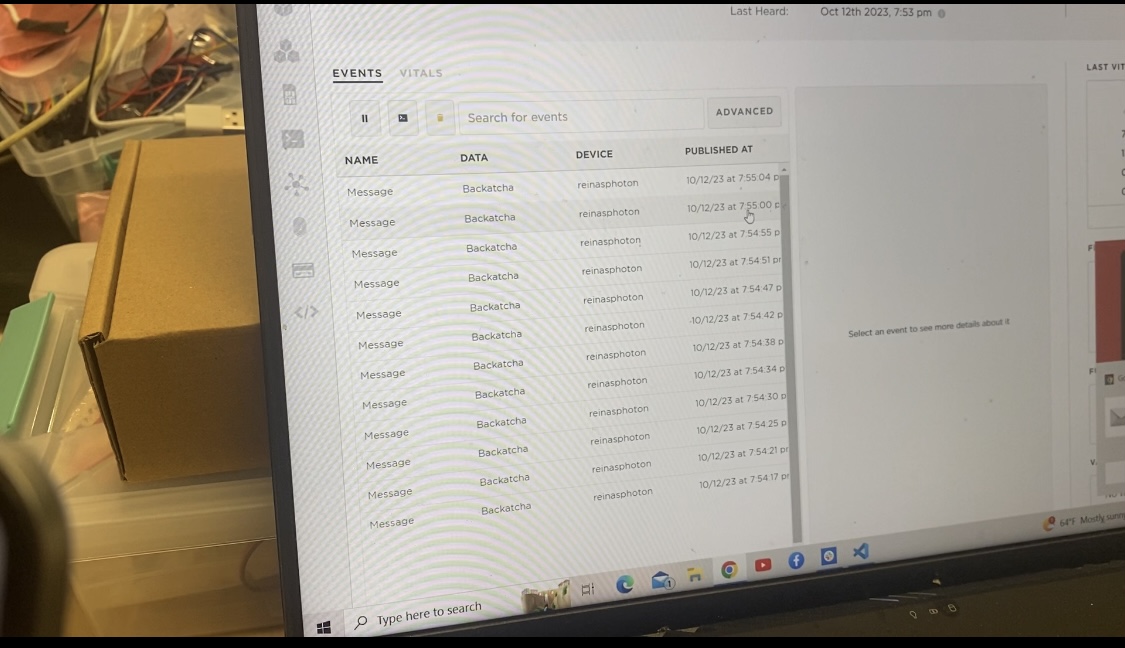 Last Heard: Oct 12th 2023, 7:53 pm
EVENTS VITALS
LAST VIT
Search for events ADVANCED
NAME DATA DEVICE PUBLISHED AT
Message Backatcha reinasphoton 10/12/23 at 7:55:04 p
Message Backatcha reinasphoton 10/12/23 at 7:55:00 p
Message Backatcha reinasphoton 10/12/23 at 7:54:55 p
Message Backatcha reinasphoton 10/12/23 at 7:54:51 pr
Message Backatcha reinasphoton 10/12/23 at 7:54:47 p
Message Backatcha reinasphoton 10/12/23 at 7:54:42 p
Message Backatcha reinasphoton 10/12/23 at 7:54:38 p
Message Backatcha reinasphoton 10/12/23 at 7:54:34 p
Message Backatcha reinasphoton 10/12/23 at 7:54:30 p
Message Backatcha reinasphoton 10/12/23 at 7:54:25 p
Message Backatcha reinasphoton 10/12/23 at 7:54:21 pr
Message Backatcha reinasphoton 10/12/23 at 7:54:17 pr
Select an event to see more details about it
64°F Mostly sunny
Type here to search